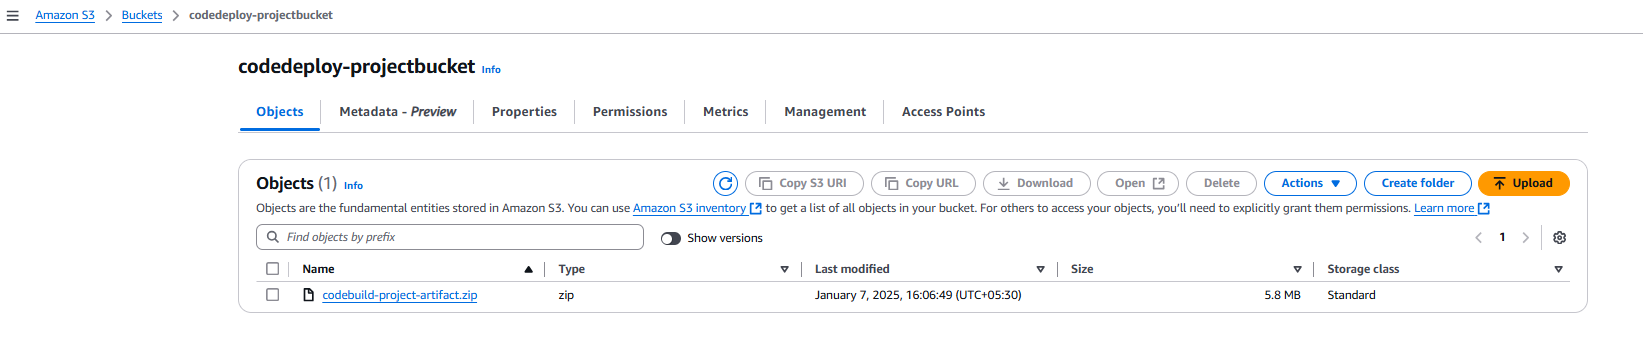 Amazon S3 > Buckets > codedeploy-projectbucket
codedeploy-projectbucket Info
Objects Metadata - Preview Properties Permissions Metrics Management Access Points
Objects (1) Info Copy S3 URI Copy URL Download Open Delete Actions Create folder Upload
Objects are the fundamental entities stored in Amazon S3. You can use Amazon S3 inventory to get a list of all objects in your bucket. For others to access your objects, you'll need to explicitly grant them permissions. Learn more
Find objects by prefix Show versions 1
Name Type Last modified Size Storage class
codebuild-project-artifact.zip zip January 7, 2025, 16:06:49 (UTC+05:30) 5.8 MB Standard